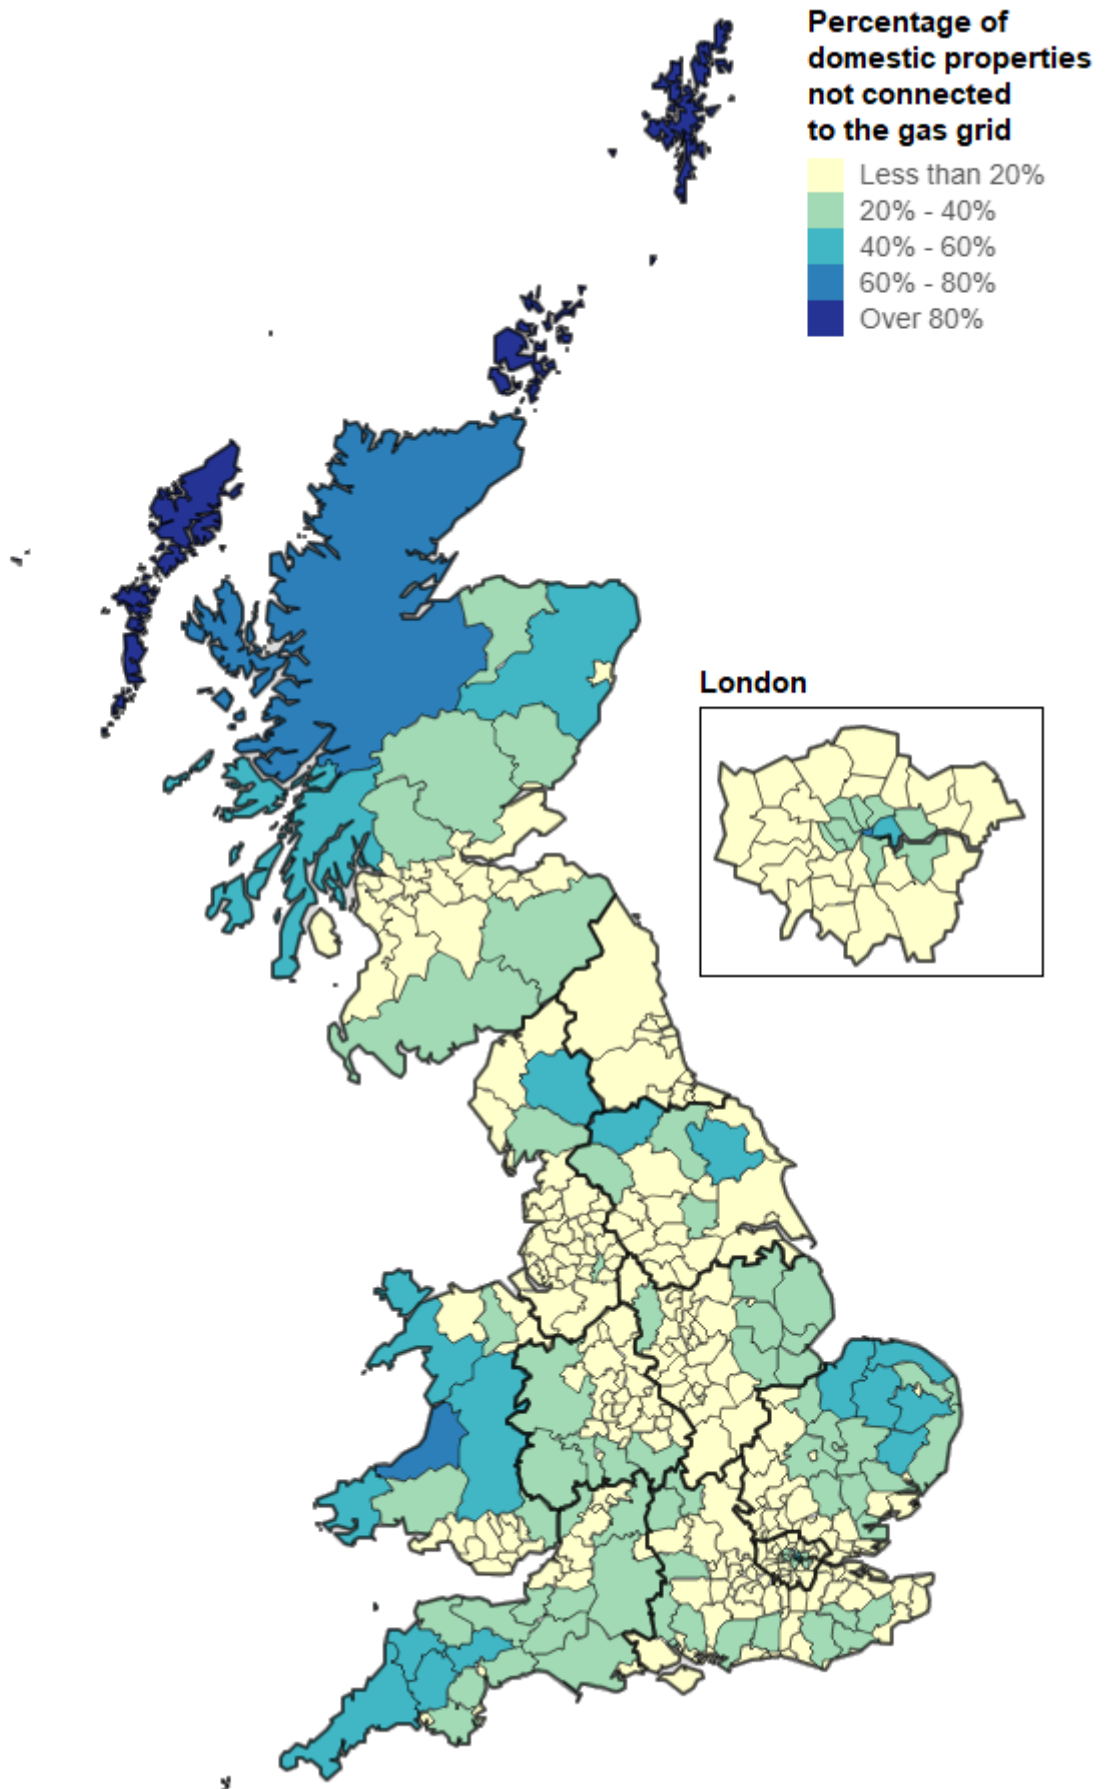 Percentage of
domestic properties
not connected
to the gas grid
Less than 20%
20% - 40%
40% - 60%
60% - 80%
Over 80%
London